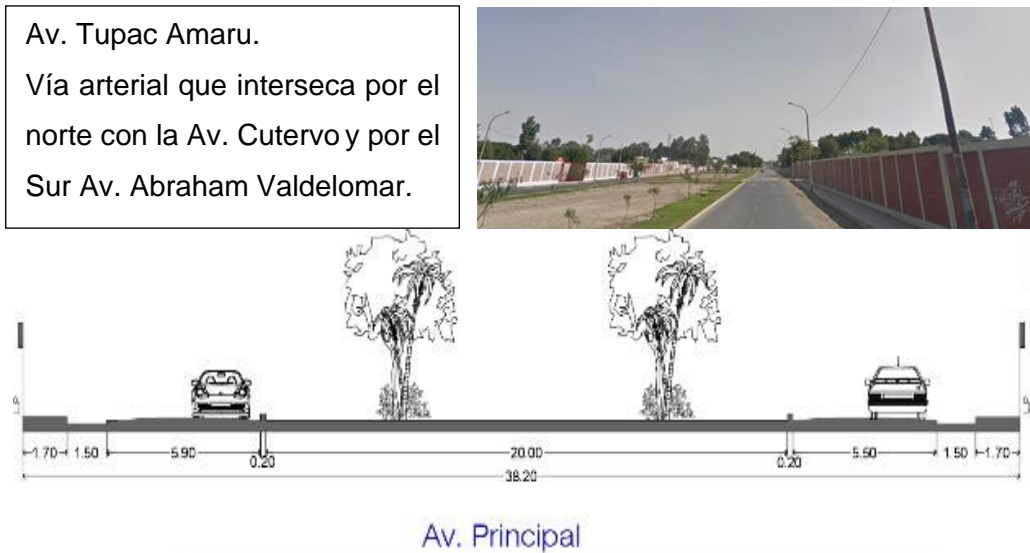 Av. Tupac Amaru.
Vía arterial que interseca por el
norte con la Av. Cutervo y por el
Sur Av. Abraham Valdelomar.
1.70 1.50 5.90 0.20 20.00 0.20 5.50 1.50 1.70
38.20
Av. Principal